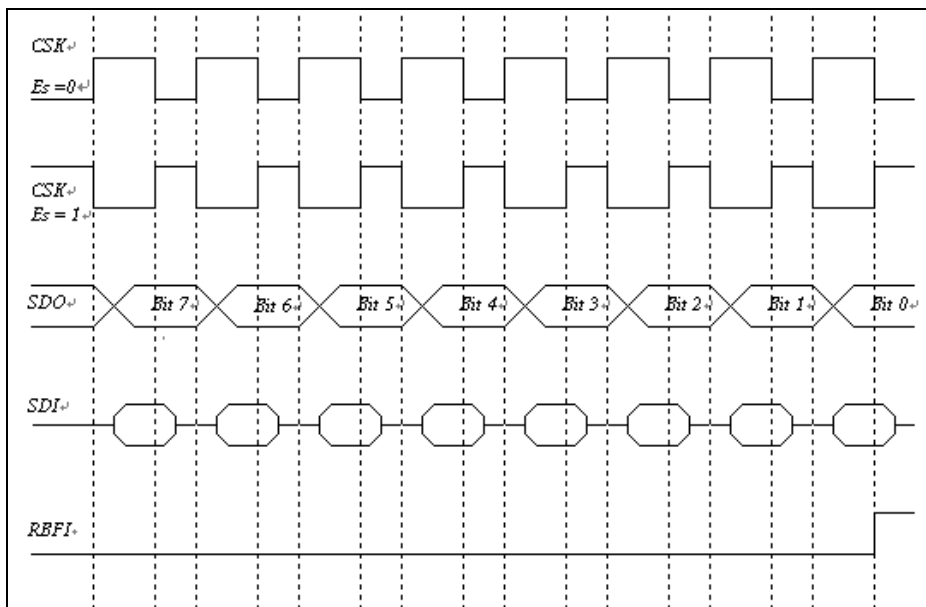 CSK↵
Es =0↵
CSK↵
Es = 1↵
SDO↵ Bit 7↵ Bit 6↵ Bit 5↵ Bit 4↵ Bit 3↵ Bit 2↵ Bit 1↵ Bit 0↵
SDI↵
RBFI↵